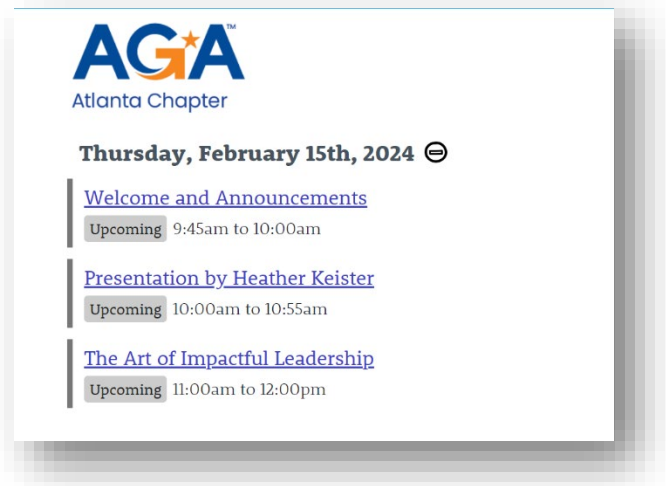 AGA™
Atlanta Chapter
Thursday, February 15th, 2024
Welcome and Announcements
Upcoming 9:45am to 10:00am
Presentation by Heather Keister
Upcoming 10:00am to 10:55am
The Art of Impactful Leadership
Upcoming 11:00am to 12:00pm